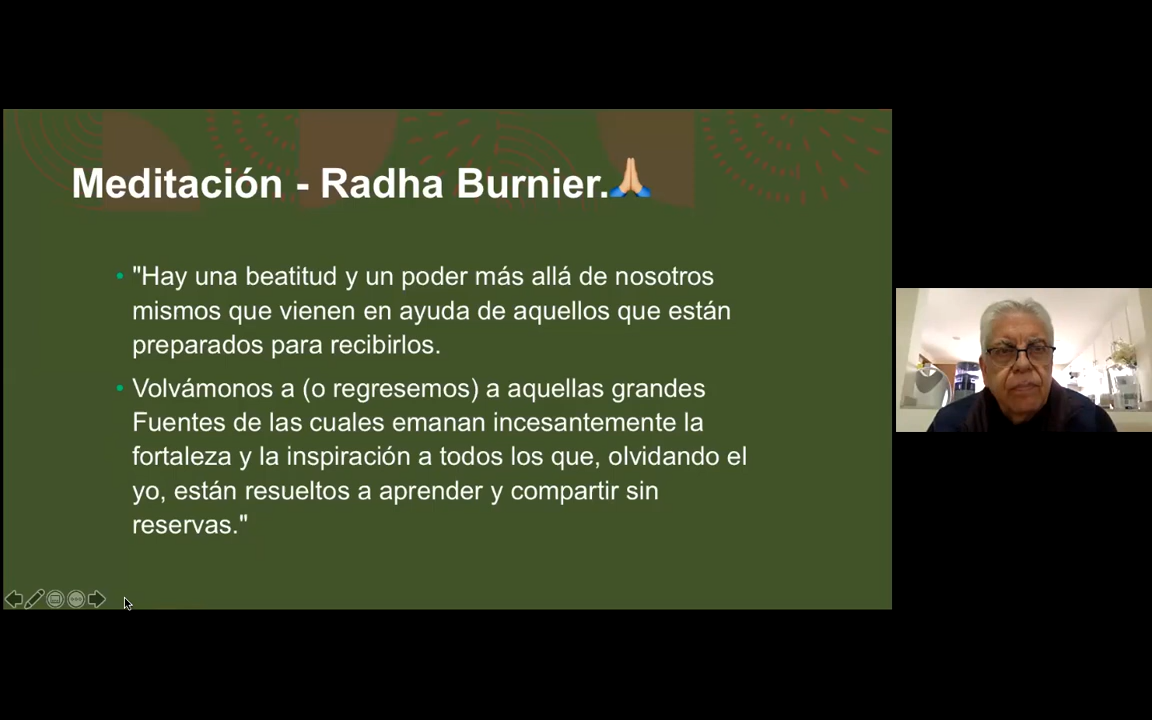 Meditación - Radha Burnier.🙏🏼
• "Hay una beatitud y un poder más allá de nosotros
mismos que vienen en ayuda de aquellos que están
preparados para recibirlos.
• Volvámonos a (o regresemos) a aquellas grandes
Fuentes de las cuales emanan incesantemente la
fortaleza y la inspiración a todos los que, olvidando el
yo, están resueltos a aprender y compartir sin
reservas."